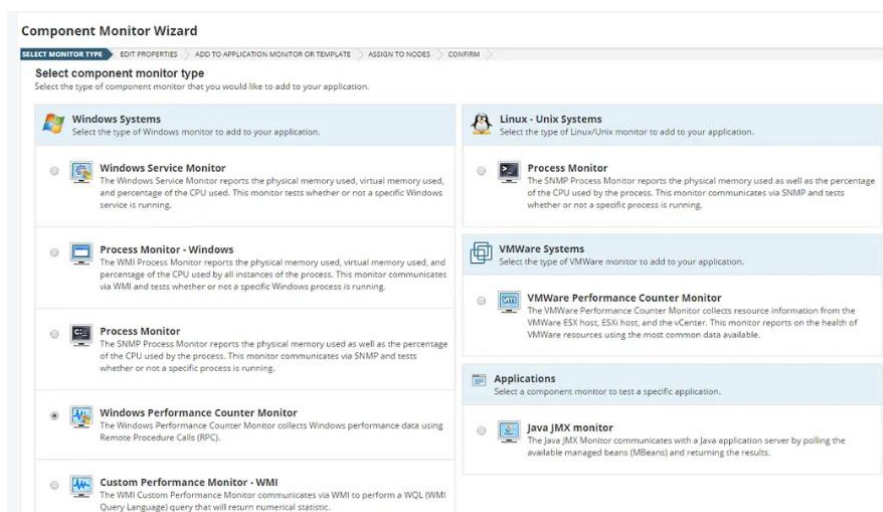 Component Monitor Wizard
SELECT MONITOR TYPE EDIT PROPERTIES ADD TO APPLICATION MONITOR OR TEMPLATE ASSIGN TO NODES CONFIRM
Select component monitor type
Select the type of component monitor that you would like to add to your application.
Windows Systems
Select the type of Windows monitor to add to your application.
Windows Service Monitor
The Windows Service Monitor reports the physical memory used, virtual memory used,
and percentage of the CPU used. This monitor tests whether or not a specific Windows
service is running.
Process Monitor - Windows
The WMI Process Monitor reports the physical memory used, virtual memory used, and
percentage of the CPU used by all instances of the process. This monitor communicates
via WMI and tests whether or not a specific Windows process is running.
Process Monitor
The SNMP Process Monitor reports the physical memory used as well as the percentage
of the CPU used by the process. This monitor communicates via SNMP and tests
whether or not a specific process is running.
Windows Performance Counter Monitor
The Windows Performance Counter Monitor collects Windows performance data using
Remote Procedure Calls (RPC).
Custom Performance Monitor - WMI
The WMI Custom Performance Monitor communicates via WMI to perform a WQL (WMI
Query Language) query that will return numerical statistic.
Linux - Unix Systems
Select the type of Linux/Unix monitor to add to your application.
Process Monitor
The SNMP Process Monitor reports the physical memory used as well as the percentage
of the CPU used by the process. This monitor communicates via SNMP and tests
whether or not a specific process is running.
VMWare Systems
Select the type of VMWare monitor to add to your application.
VMWare Performance Counter Monitor
The VMWare Performance Counter Monitor collects resource information from the
VMWare ESX host, ESXi host, and the vCenter. This monitor reports on the health of
VMWare resources using the most common data available.
Applications
Select a component monitor to test a specific application.
Java JMX monitor
The Java JMX Monitor communicates with a Java application server by polling the
available managed beans (MBeans) and returning the results.